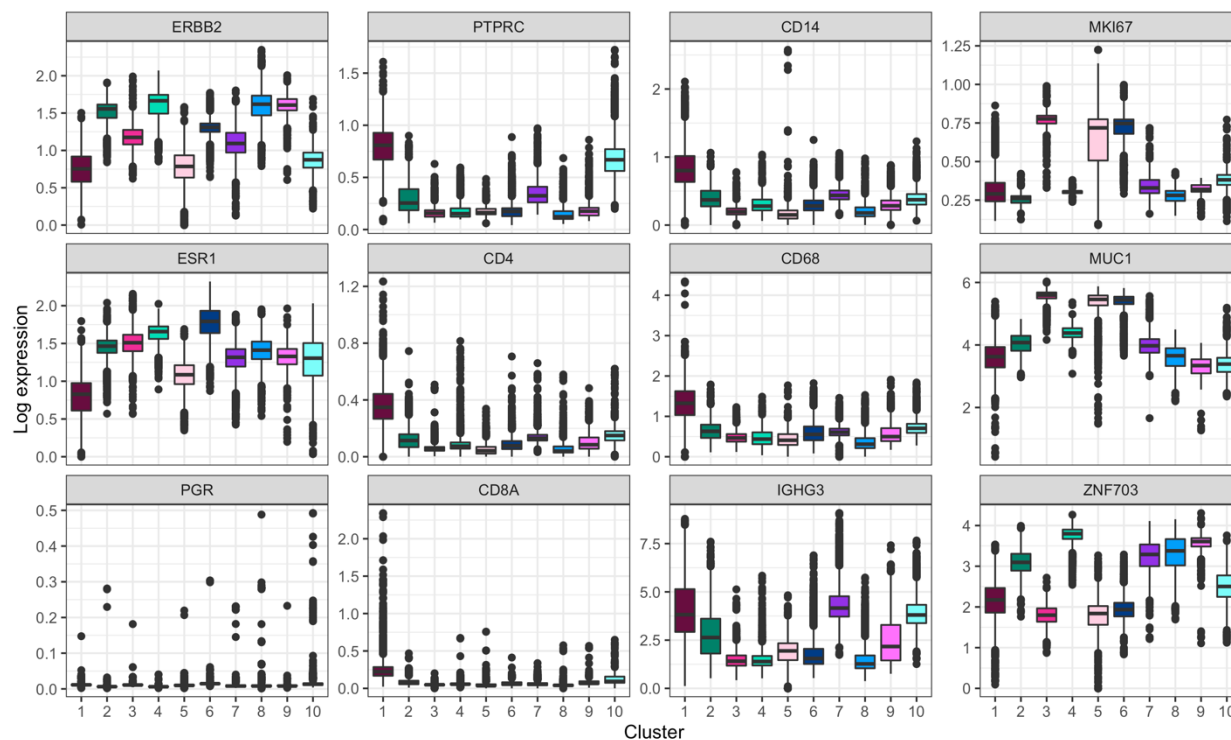 ERBB2 PTPRC CD14 MKI67
2.0 1.5 1.0 0.5 0.0
1.5 1.0 0.5 0.0
2 1 0
1.25 1.00 0.75 0.50 0.25
ESR1 CD4 CD68 MUC1
2.0 1.5 1.0 0.5 0.0
1.2 0.8 0.4 0.0
4 3 2 1 0
6 4 2
PGR CD8A IGHG3 ZNF703
0.5 0.4 0.3 0.2 0.1 0.0
2.0 1.5 1.0 0.5 0.0
7.5 5.0 2.5 0.0
4 3 2 1 0
Log expression
1 2 3 4 5 6 7 8 9 10 1 2 3 4 5 6 7 8 9 10 1 2 3 4 5 6 7 8 9 10 1 2 3 4 5 6 7 8 9 10
Cluster